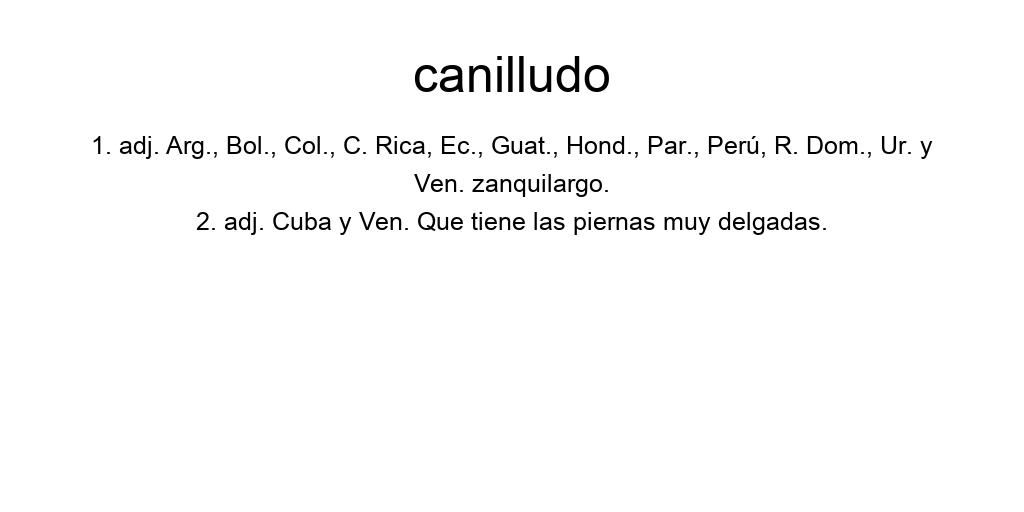 canilludo
1. adj. Arg., Bol., Col., C. Rica, Ec., Guat., Hond., Par., Perú, R. Dom., Ur. y
Ven. zanquilargo.
2. adj. Cuba y Ven. Que tiene las piernas muy delgadas.